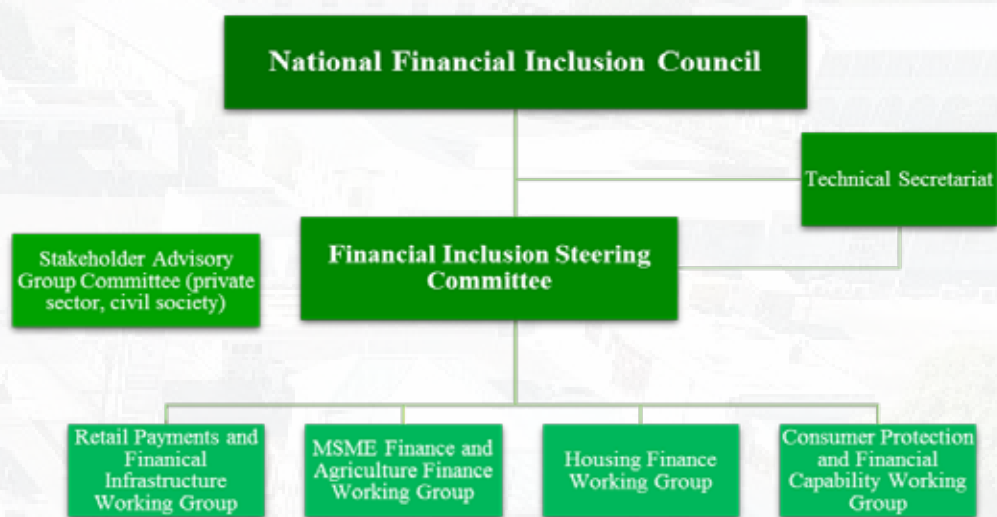 National Financial Inclusion Council
Technical Secretariat
Stakeholder Advisory
Group Committee (private
sector, civil society)
Financial Inclusion Steering
Committee
Retail Payments and
Finanical
Infrastructure
Working Group
MSME Finance and
Agriculture Finance
Working Group
Housing Finance
Working Group
Consumer Protection
and Financial
Capability Working
Group